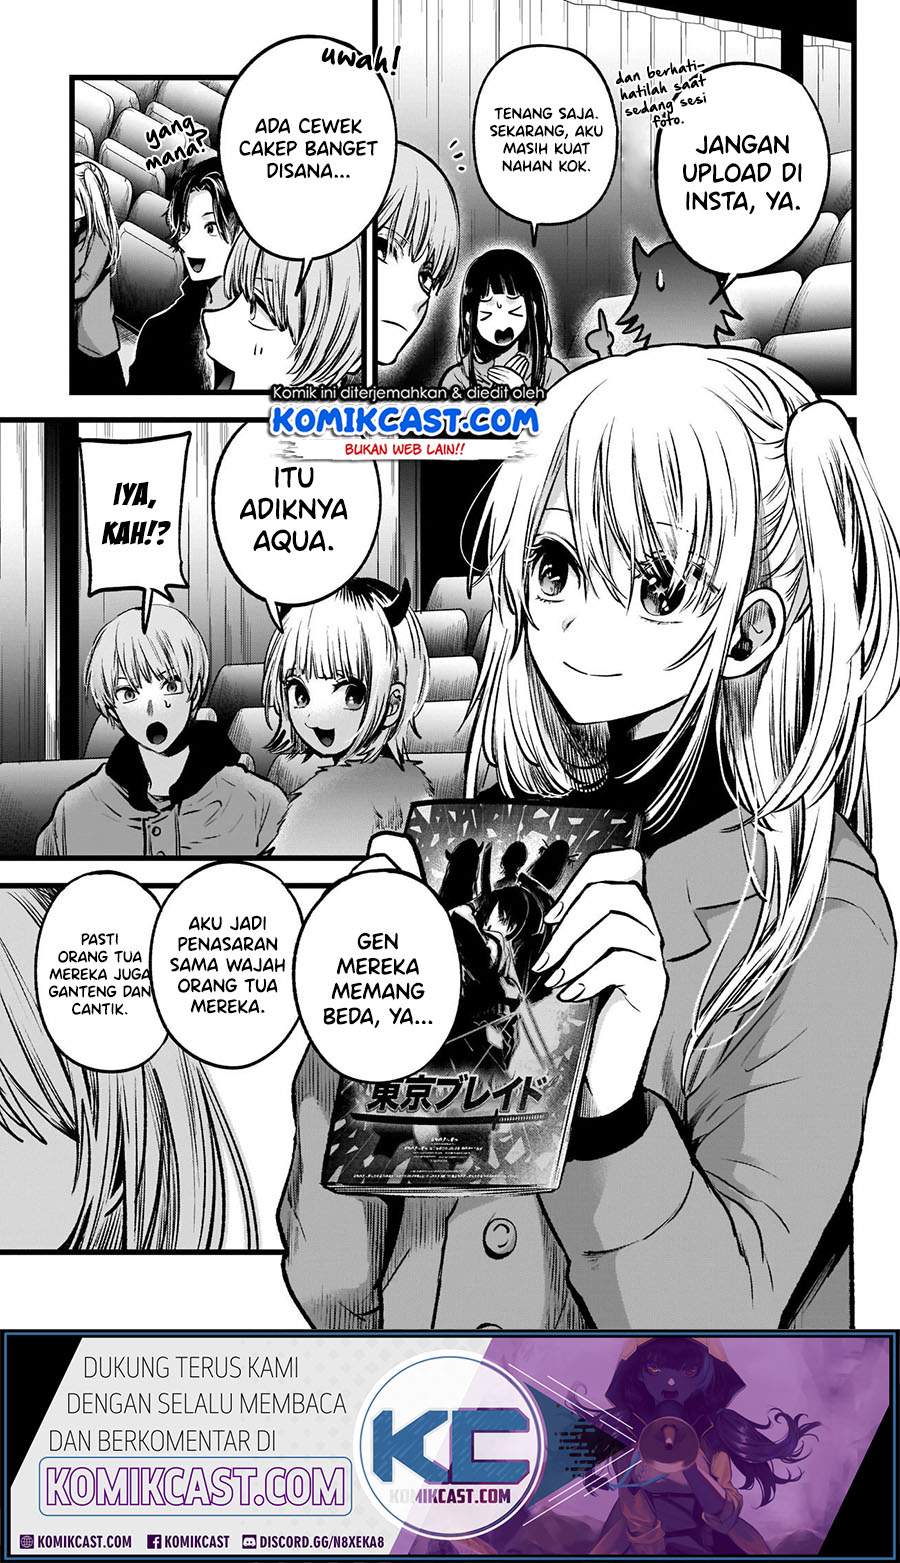 JANGAN
UPLOAD DI
INSTA, YA.
dan berhati-
hatilah saat
sedang sesi
foto.
TENANG SAJA.
SEKARANG, AKU
MASIH KUAT
NAHAN KOK.
uwah!
ADA CEWEK
CAKEP BANGET
DISANA...
yang
mana?
Komik ini diterjemahkan & diedit oleh
KOMIKCAST.COM
BUKAN WEB LAIN!!
ITU
ADIKNYA
AQUA.
IYA,
KAH!?
GEN
MEREKA
MEMANG
BEDA, YA...
AKU JADI
PENASARAN
SAMA WAJAH
ORANG TUA
MEREKA.
PASTI
ORANG TUA
MEREKA JUGA
GANTENG DAN
CANTIK.
東京ブレイド
DUKUNG TERUS KAMI
DENGAN SELALU MEMBACA
DAN BERKOMENTAR DI
KOMIKCAST.COM
KC
KOMIKCAST.COM
KOMIKCAST.COM KOMIKCAST DISCORD.GG/N8XEKA8